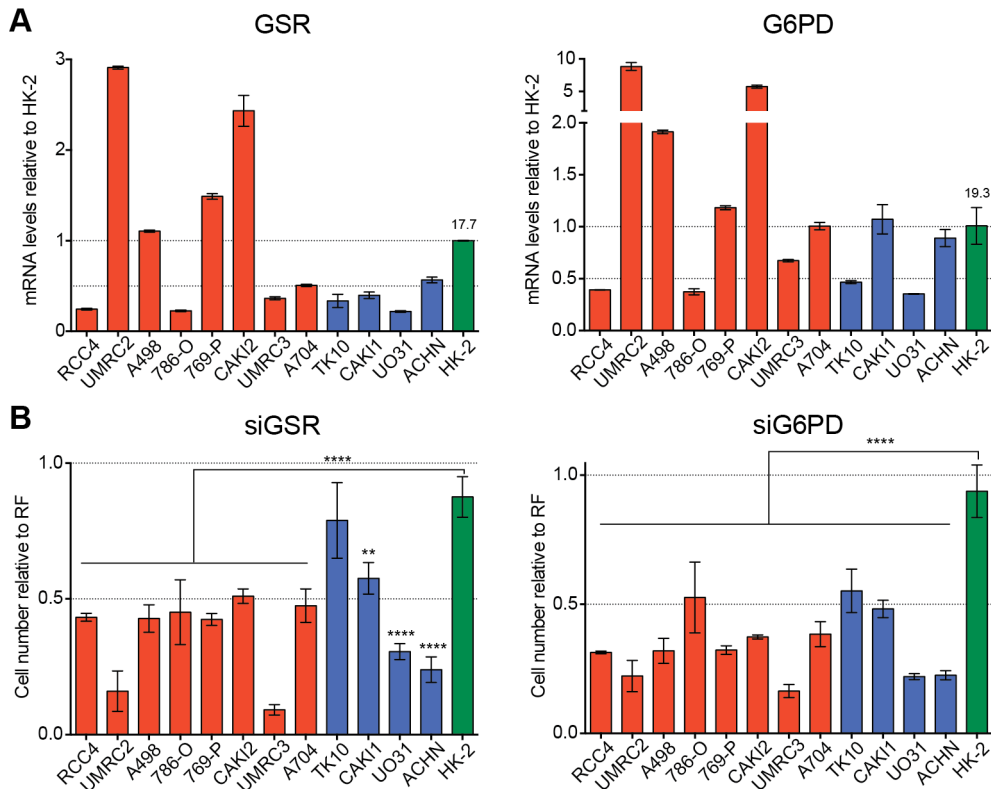 A
GSR
mRNA levels relative to HK-2
3
2
1
0
17.7
RCC4
UMRC2
A498
786-O
769-P
CAKI2
UMRC3
A704
TK10
CAKI1
UO31
ACHN
HK-2
G6PD
mRNA levels relative to HK-2
10
5
2.0
1.5
1.0
0.5
0.0
19.3
RCC4
UMRC2
A498
786-O
769-P
CAKI2
UMRC3
A704
TK10
CAKI1
UO31
ACHN
HK-2
B
siGSR
Cell number relative to RF
1.0
0.5
0.0
****
**
****
****
RCC4
UMRC2
A498
786-O
769-P
CAKI2
UMRC3
A704
TK10
CAKI1
UO31
ACHN
HK-2
siG6PD
Cell number relative to RF
1.0
0.5
0.0
****
RCC4
UMRC2
A498
786-O
769-P
CAKI2
UMRC3
A704
TK10
CAKI1
UO31
ACHN
HK-2